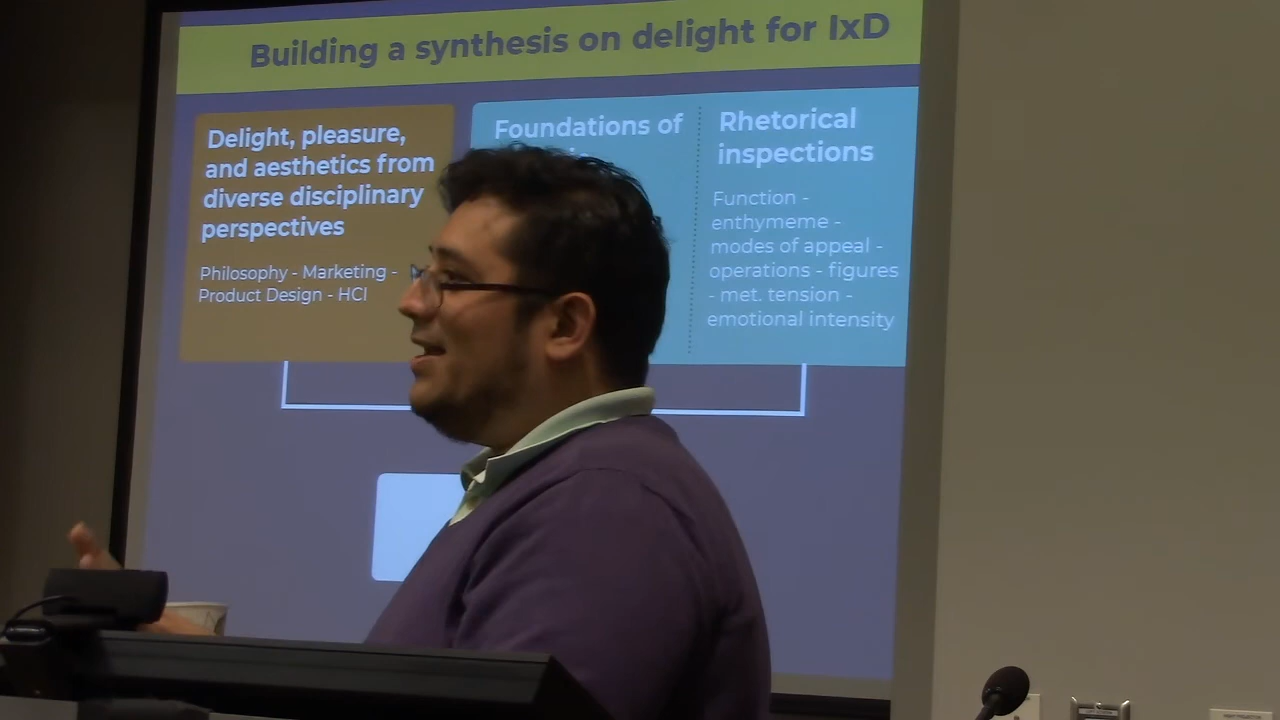 Building a synthesis on delight for IxD
Delight, pleasure,
and aesthetics from
diverse disciplinary
perspectives
Philosophy - Marketing -
Product Design - HCI
Foundations of
Rhetorical
inspections
Function -
enthymeme -
modes of appeal -
operations - figures
- met. tension -
emotional intensity